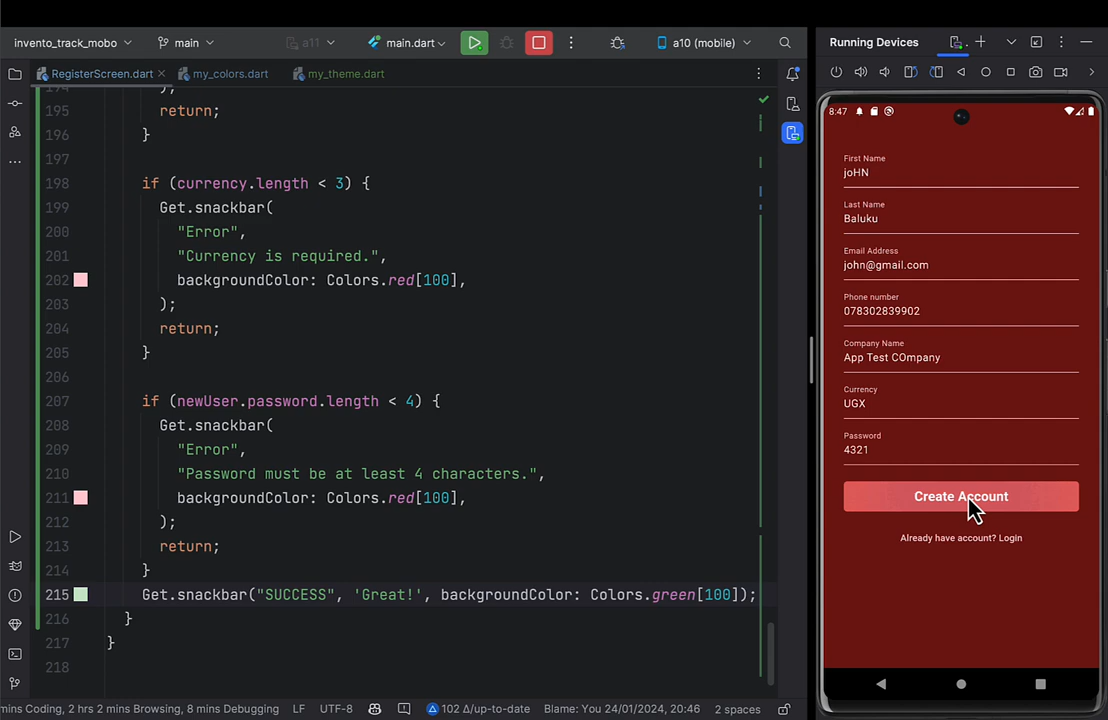 invento_track_mobo
main
a11
main.dart
a10 (mobile)
Running Devices
RegisterScreen.dart
my_colors.dart
my_theme.dart
8:47
194 );
195 return;
196 }
197
198 if (currency.length < 3) {
199 Get.snackbar(
200 "Error",
201 "Currency is required.",
202 backgroundColor: Colors.red[100],
203 );
204 return;
205 }
206
207 if (newUser.password.length < 4) {
208 Get.snackbar(
209 "Error",
210 "Password must be at least 4 characters.",
211 backgroundColor: Colors.red[100],
212 );
213 return;
214 }
215 Get.snackbar("SUCCESS", 'Great!', backgroundColor: Colors.green[100]);
216 }
217 }
218
First Name
joHN
Last Name
Baluku
Email Address
john@gmail.com
Phone number
078302839902
Company Name
App Test COmpany
Currency
UGX
Password
4321
Create Account
Already have account? Login
mins Coding, 2 hrs 2 mins Browsing, 8 mins Debugging
LF
UTF-8
102 Δ/up-to-date
Blame: You 24/01/2024, 20:46
2 spaces